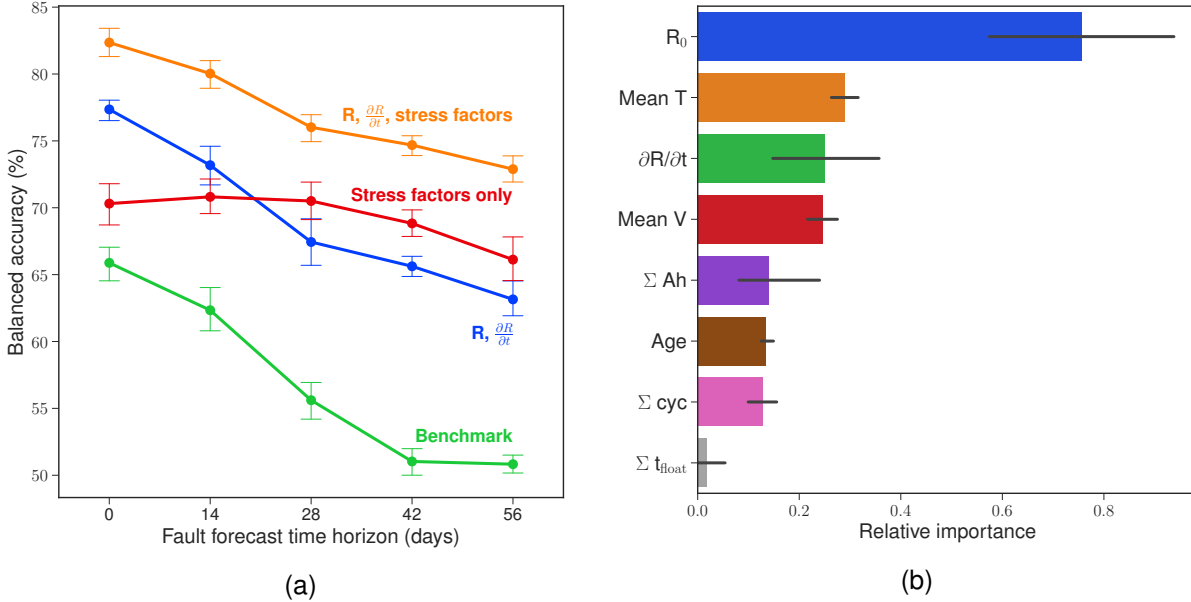 85
80
75
70
65
60
55
50
Balanced accuracy (%)
R, ∂R/∂t, stress factors
Stress factors only
R, ∂R/∂t
Benchmark
0 14 28 42 56
Fault forecast time horizon (days)
(a)
R₀
Mean T
∂R/∂t
Mean V
Σ Ah
Age
Σ cyc
Σ t_float
0.0 0.2 0.4 0.6 0.8
Relative importance
(b)